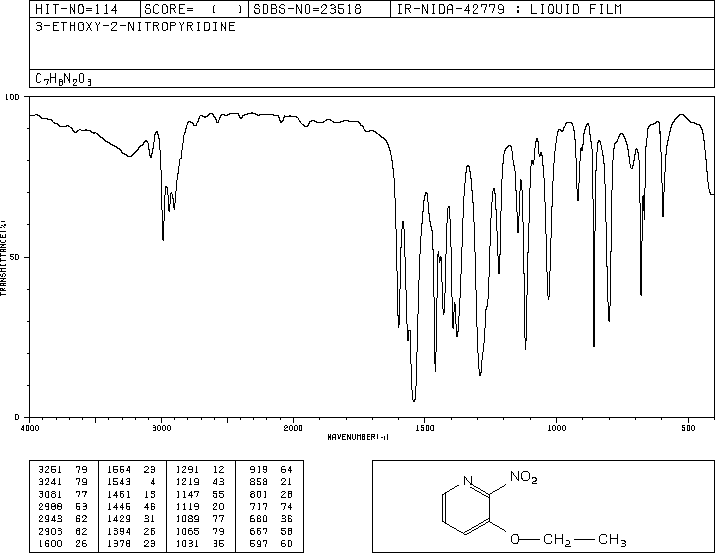 HIT-NO=114 SCORE= ( ) SDBS-NO=23518 IR-NIDA-42779 : LIQUID FILM
3-ETHOXY-2-NITROPYRIDINE
C7H8N2O3
100
TRANSMITTANCE(%)
50
0
4000 3000 2000 1500 1000 500
WAVENUMBER(-1)
3251 79 1564 23 1291 12 919 64
3241 79 1543 4 1219 43 858 21
3081 77 1461 15 1147 55 801 28
2988 53 1446 46 1119 20 717 74
2943 62 1429 31 1089 77 680 36
2903 62 1394 26 1065 79 667 58
1600 26 1378 23 1031 36 597 60
N
NO2
O CH2 CH3